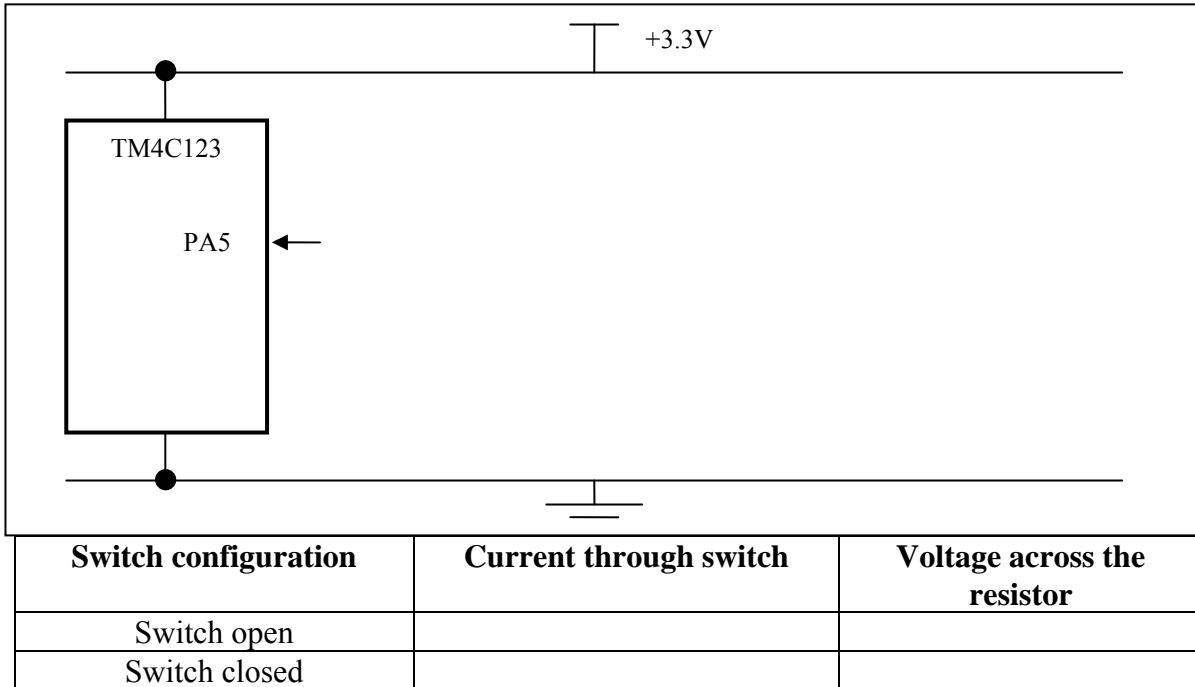 +3.3V
TM4C123
PA5
Switch configuration
Current through switch
Voltage across the
resistor
Switch open
Switch closed